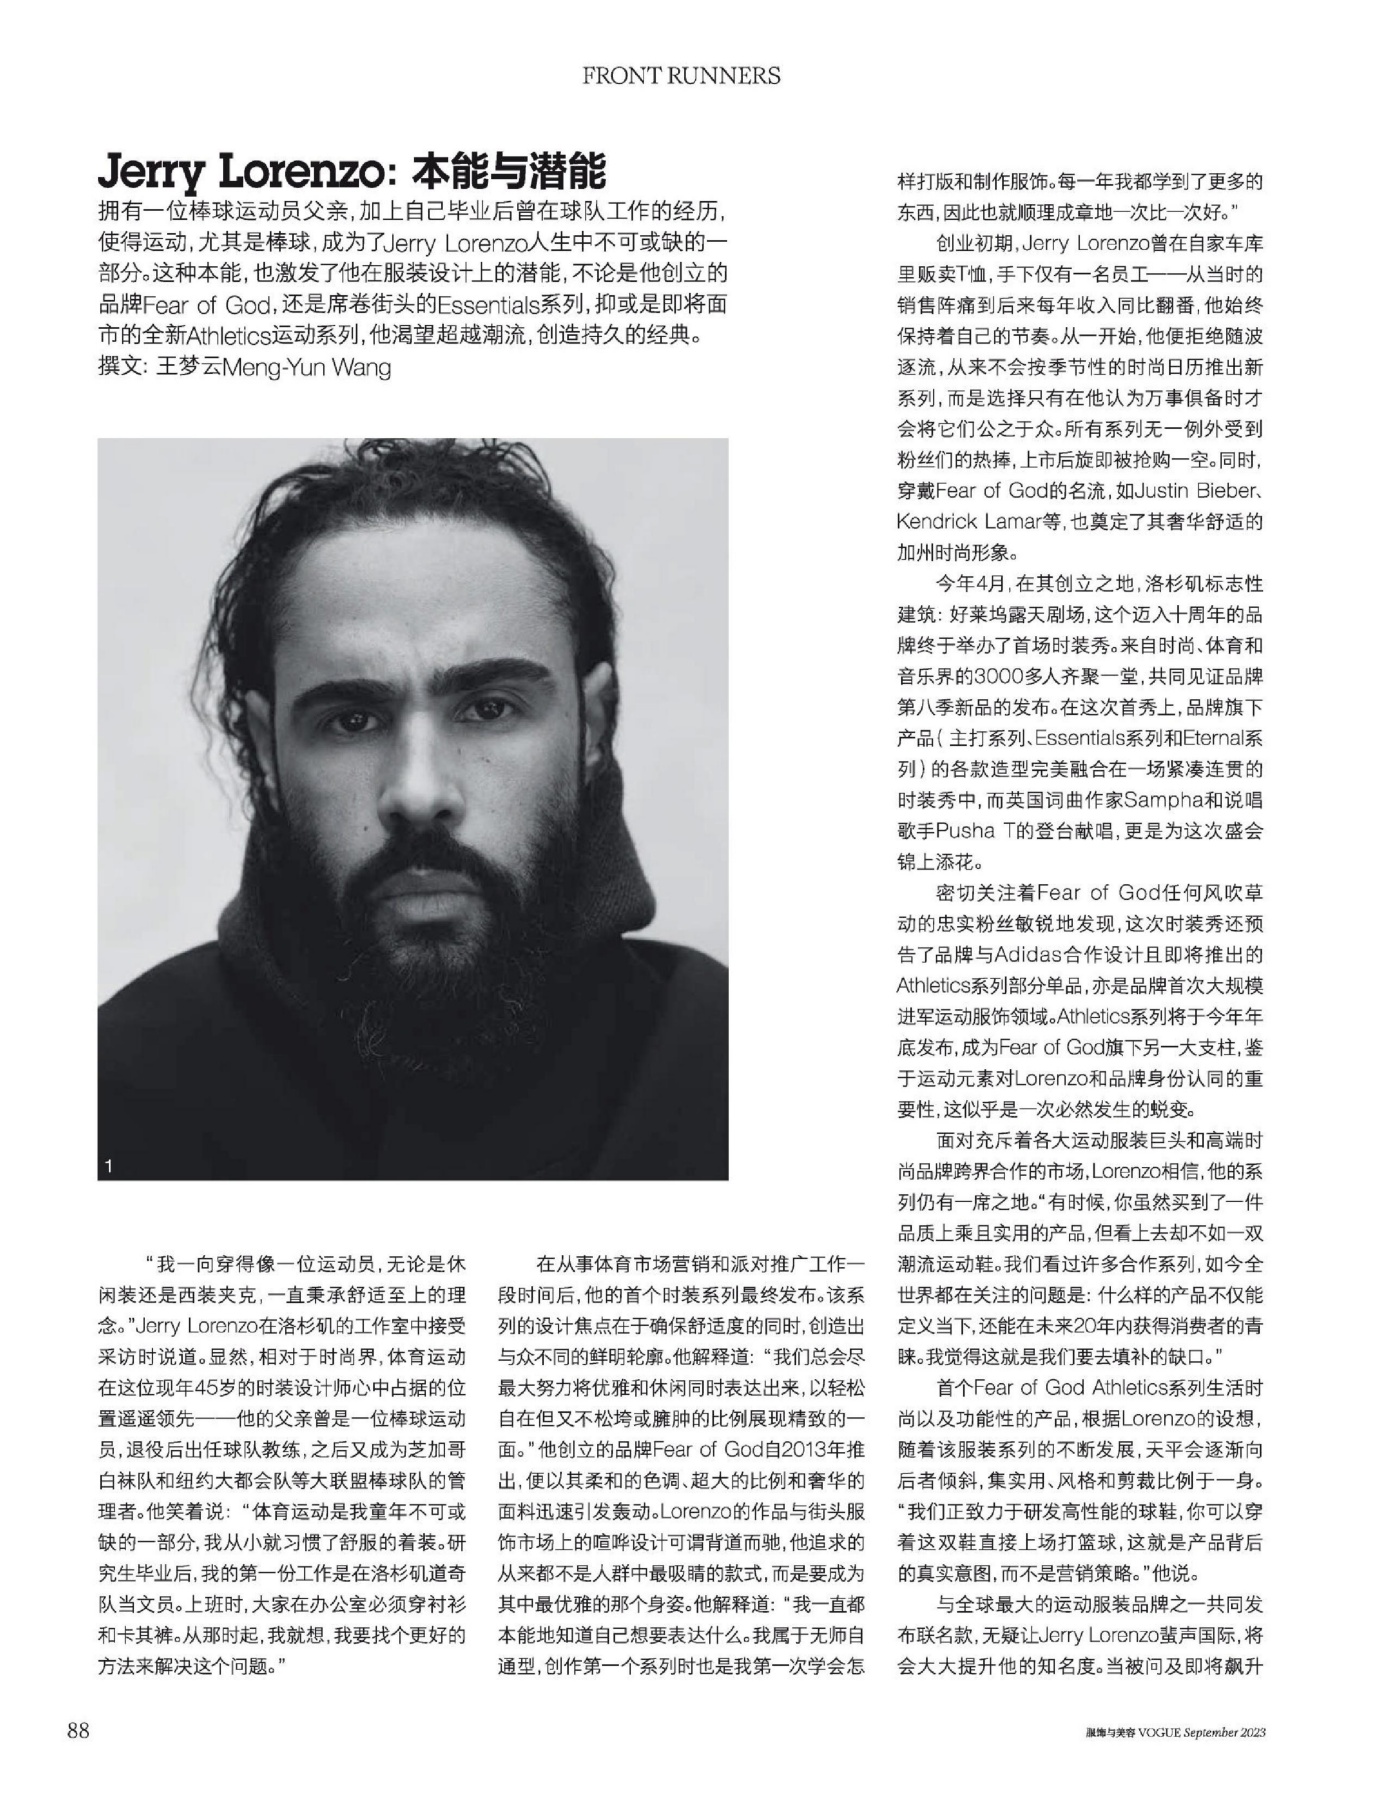 FRONT RUNNERS
Jerry Lorenzo: 本能与潜能
拥有一位棒球运动员父亲,加上自己毕业后曾在球队工作的经历,
使得运动,尤其是棒球,成为了Jerry Lorenzo人生中不可或缺的一
部分。这种本能,也激发了他在服装设计上的潜能,不论是他创立的
品牌Fear of God,还是席卷街头的Essentials系列,抑或是即将面
市的全新Athletics运动系列,他渴望超越潮流,创造持久的经典。
撰文: 王梦云Meng-Yun Wang
1
“我一向穿得像一位运动员,无论是休
闲装还是西装夹克,一直秉承舒适至上的理
念。”Jerry Lorenzo在洛杉矶的工作室中接受
采访时说道。显然,相对于时尚界,体育运动
在这位现年45岁的时装设计师心中占据的位
置遥遥领先——他的父亲曾是一位棒球运动
员,退役后出任球队教练,之后又成为芝加哥
白袜队和纽约大都会队等大联盟棒球队的管
理者。他笑着说: “体育运动是我童年不可或
缺的一部分,我从小就习惯了舒服的着装。研
究生毕业后,我的第一份工作是在洛杉矶道奇
队当文员。上班时,大家在办公室必须穿衬衫
和卡其裤。从那时起,我就想,我要找个更好的
方法来解决这个问题。”
在从事体育市场营销和派对推广工作一
段时间后,他的首个时装系列最终发布。该系
列的设计焦点在于确保舒适度的同时,创造出
与众不同的鲜明轮廓。他解释道: “我们总会尽
最大努力将优雅和休闲同时表达出来,以轻松
自在但又不松垮或臃肿的比例展现精致的一
面。”他创立的品牌Fear of God自2013年推
出,便以其柔和的色调、超大的比例和奢华的
面料迅速引发轰动。Lorenzo的作品与街头服
饰市场上的喧哗设计可谓背道而驰,他追求的
从来都不是人群中最吸睛的款式,而是要成为
其中最优雅的那个身姿。他解释道: “我一直都
本能地知道自己想要表达什么。我属于无师自
通型,创作第一个系列时也是我第一次学会怎
样打版和制作服饰。每一年我都学到了更多的
东西,因此也就顺理成章地一次比一次好。”
创业初期,Jerry Lorenzo曾在自家车库
里贩卖T恤,手下仅有一名员工——从当时的
销售阵痛到后来每年收入同比翻番,他始终
保持着自己的节奏。从一开始,他便拒绝随波
逐流,从来不会按季节性的时尚日历推出新
系列,而是选择只有在他认为万事俱备时才
会将它们公之于众。所有系列无一例外受到
粉丝们的热捧,上市后旋即被抢购一空。同时,
穿戴Fear of God的名流,如Justin Bieber、
Kendrick Lamar等,也奠定了其奢华舒适的
加州时尚形象。
今年4月,在其创立之地,洛杉矶标志性
建筑: 好莱坞露天剧场,这个迈入十周年的品
牌终于举办了首场时装秀。来自时尚、体育和
音乐界的3000多人齐聚一堂,共同见证品牌
第八季新品的发布。在这次首秀上,品牌旗下
产品( 主打系列、Essentials系列和Eternal系
列) 的各款造型完美融合在一场紧凑连贯的
时装秀中,而英国词曲作家Sampha和说唱
歌手Pusha T的登台献唱,更是为这次盛会
锦上添花。
密切关注着Fear of God任何风吹草
动的忠实粉丝敏锐地发现,这次时装秀还预
告了品牌与Adidas合作设计且即将推出的
Athletics系列部分单品,亦是品牌首次大规模
进军运动服饰领域。Athletics系列将于今年年
底发布,成为Fear of God旗下另一大支柱,鉴
于运动元素对Lorenzo和品牌身份认同的重
要性,这似乎是一次必然发生的蜕变。
面对充斥着各大运动服装巨头和高端时
尚品牌跨界合作的市场,Lorenzo相信,他的系
列仍有一席之地。“有时候,你虽然买到了一件
品质上乘且实用的产品,但看上去却不如一双
潮流运动鞋。我们看过许多合作系列,如今全
世界都在关注的问题是: 什么样的产品不仅能
定义当下,还能在未来20年内获得消费者的青
睐。我觉得这就是我们要去填补的缺口。”
首个Fear of God Athletics系列生活时
尚以及功能性的产品,根据Lorenzo的设想,
随着该服装系列的不断发展,天平会逐渐向
后者倾斜,集实用、风格和剪裁比例于一身。
“我们正致力于研发高性能的球鞋,你可以穿
着这双鞋直接上场打篮球,这就是产品背后
的真实意图,而不是营销策略。”他说。
与全球最大的运动服装品牌之一共同发
布联名款,无疑让Jerry Lorenzo蜚声国际,将
会大大提升他的知名度。当被问及即将飙升
88
服饰与美容 VOGUE September 2023